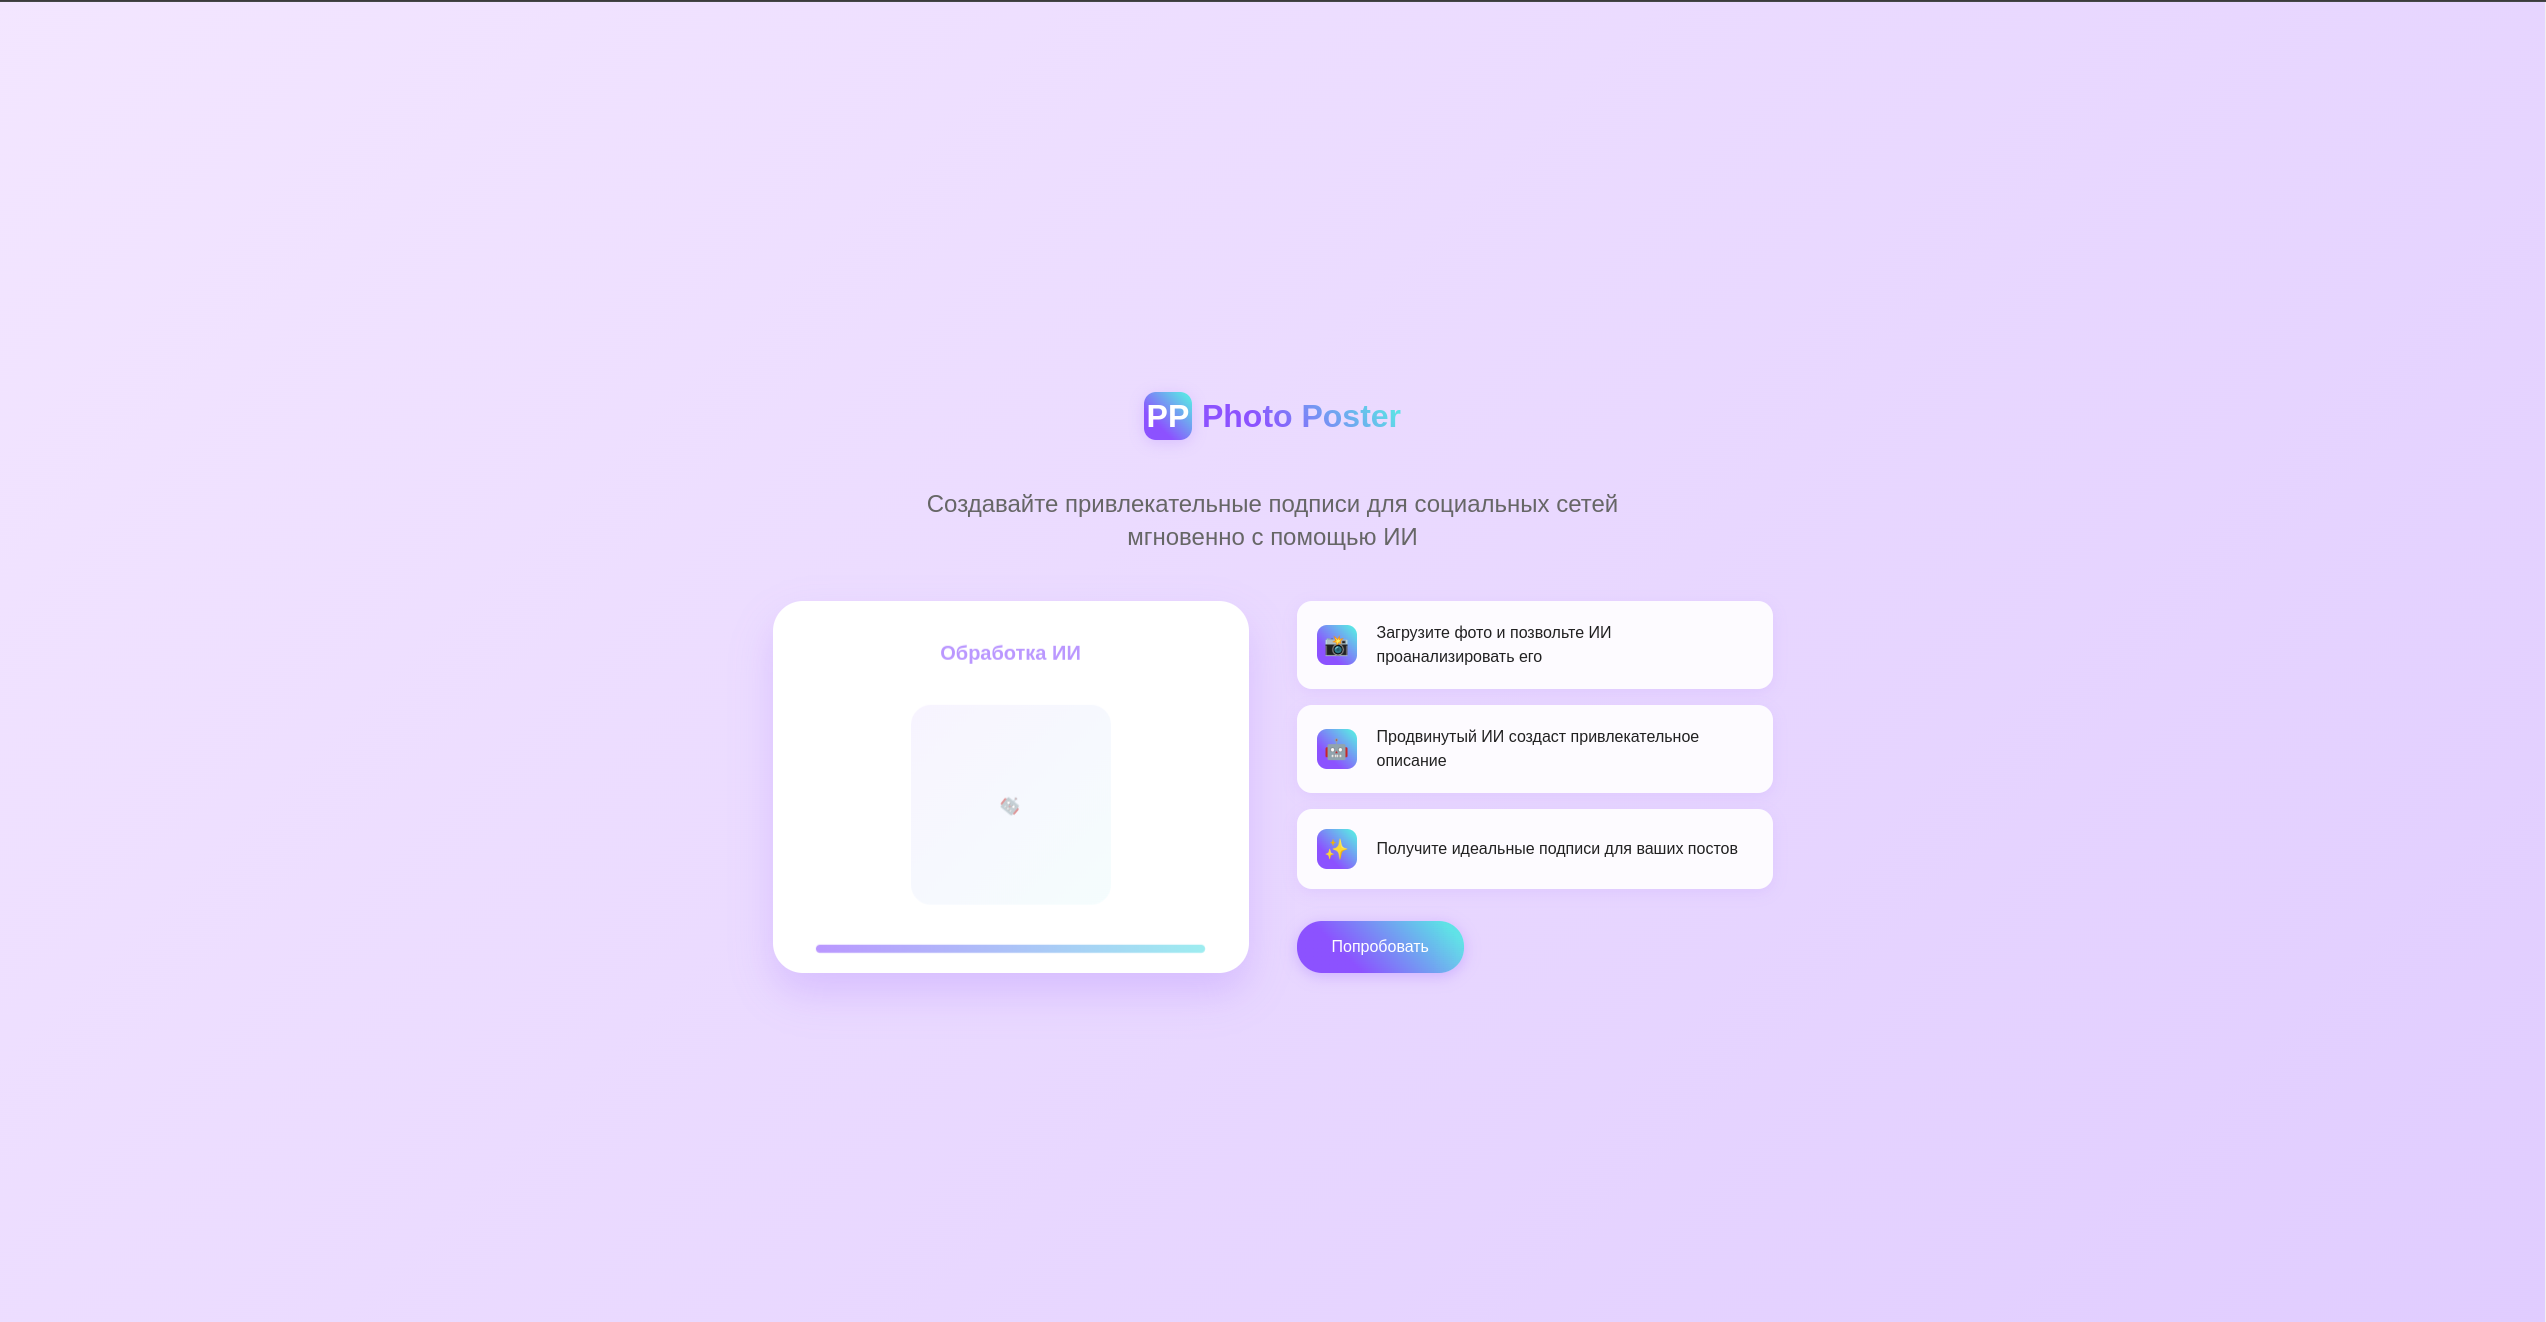 PP Photo Poster
Создавайте привлекательные подписи для социальных сетей
мгновенно с помощью ИИ
Обработка ИИ
Загрузите фото и позвольте ИИ
проанализировать его
Продвинутый ИИ создаст привлекательное
описание
Получите идеальные подписи для ваших постов
Попробовать